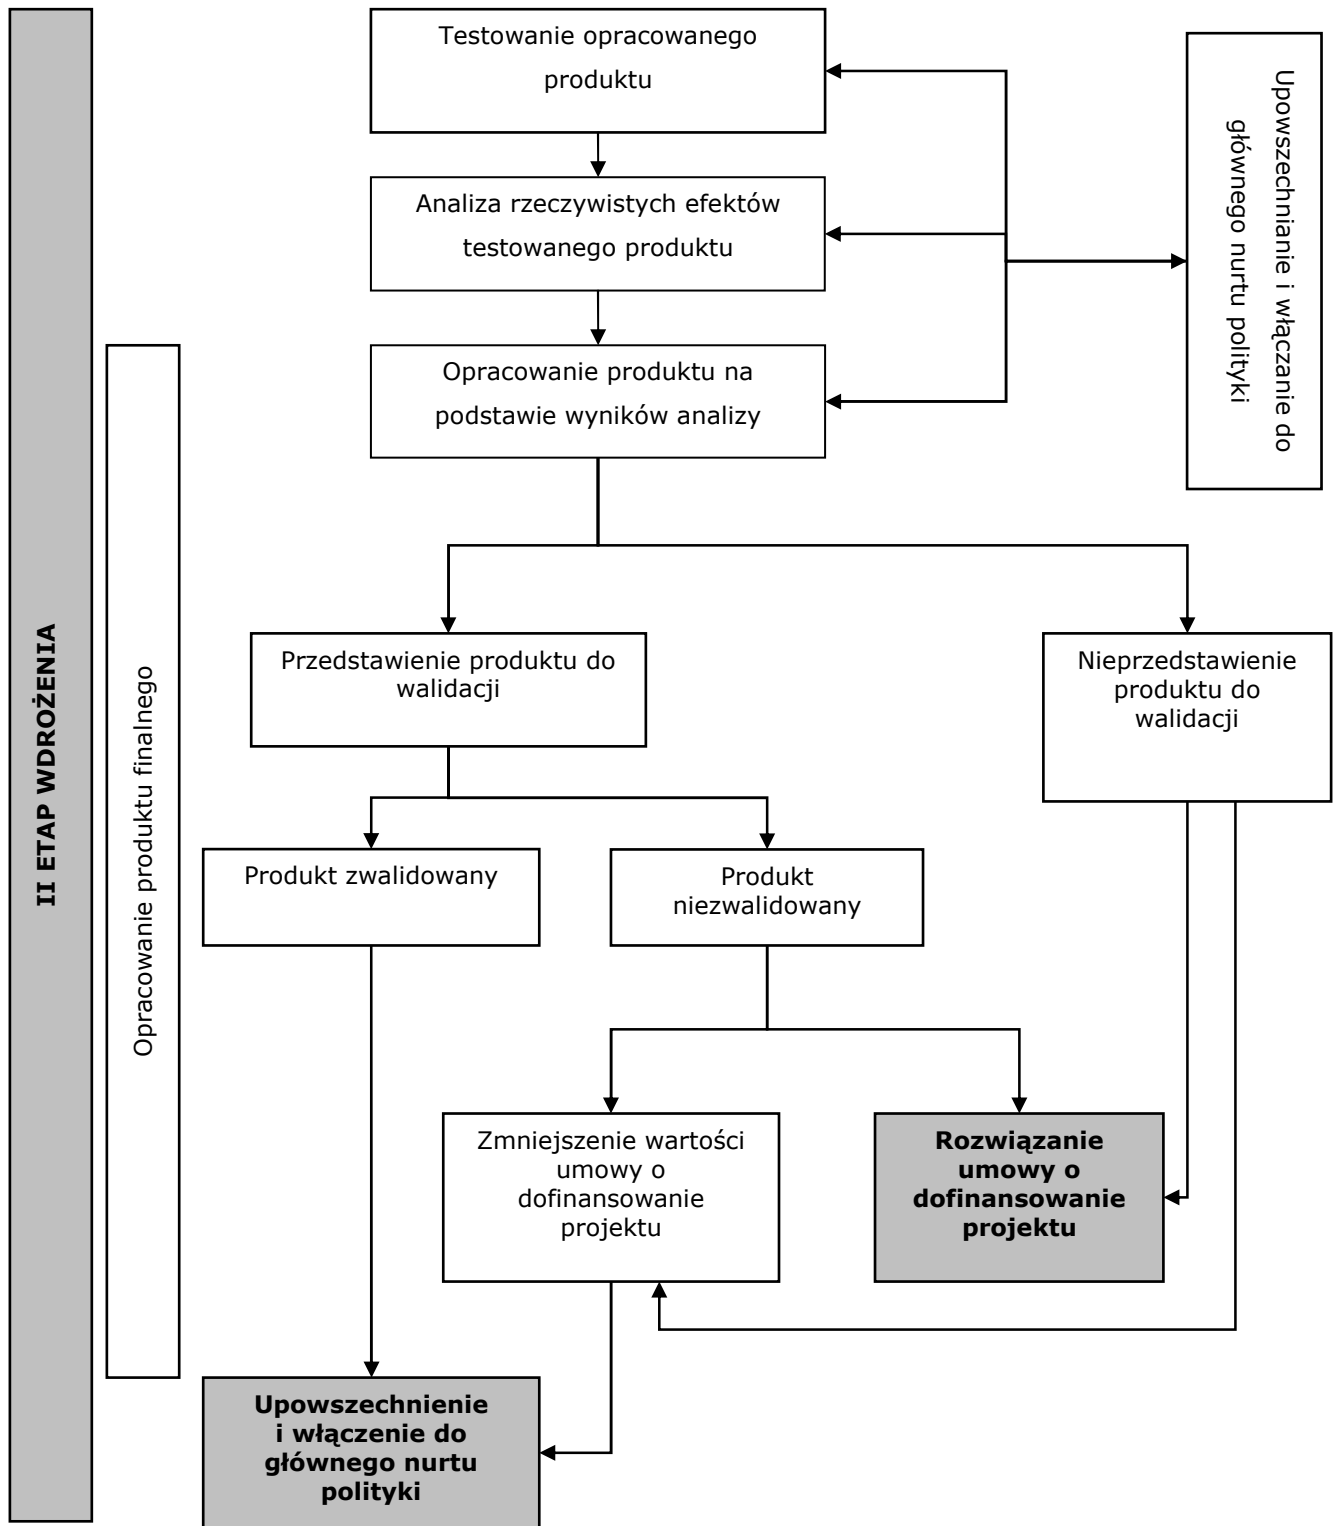 Testowanie opracowanego
produktu
Upowszechnianie i włączanie do
głównego nurtu polityki
Analiza rzeczywistych efektów
testowanego produktu
Opracowanie produktu na
podstawie wyników analizy
II ETAP WDROŻENIA
Opracowanie produktu finalnego
Przedstawienie produktu do
walidacji
Nieprzedstawienie
produktu do
walidacji
Produkt zwalidowany
Produkt
niezwalidowany
Zmniejszenie wartości
umowy o
dofinansowanie
projektu
Rozwiązanie
umowy o
dofinansowanie
projektu
Upowszechnienie
i włączenie do
głównego nurtu
polityki